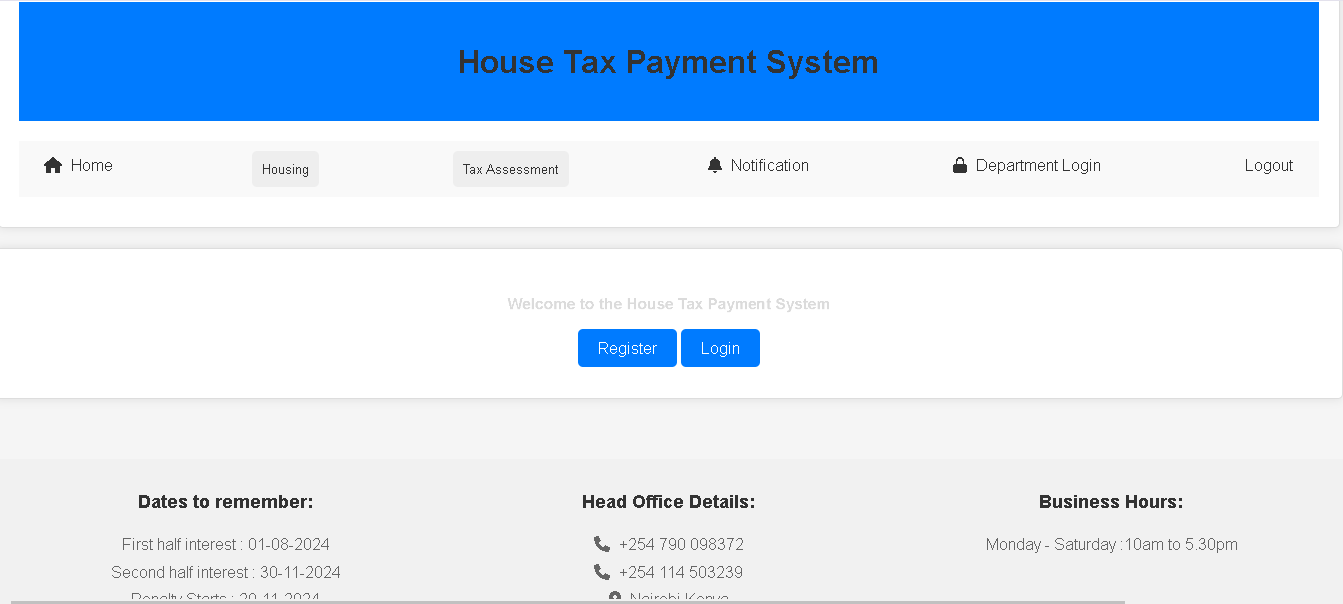 House Tax Payment System
Home Housing Tax Assessment Notification Department Login Logout
Welcome to the House Tax Payment System
Register Login
Dates to remember: Head Office Details: Business Hours:
First half interest : 01-08-2024 +254 790 098372 Monday - Saturday :10am to 5.30pm
Second half interest : 30-11-2024 +254 114 503239
Penalty Starts : 30-11-2024 Nairobi Kenya